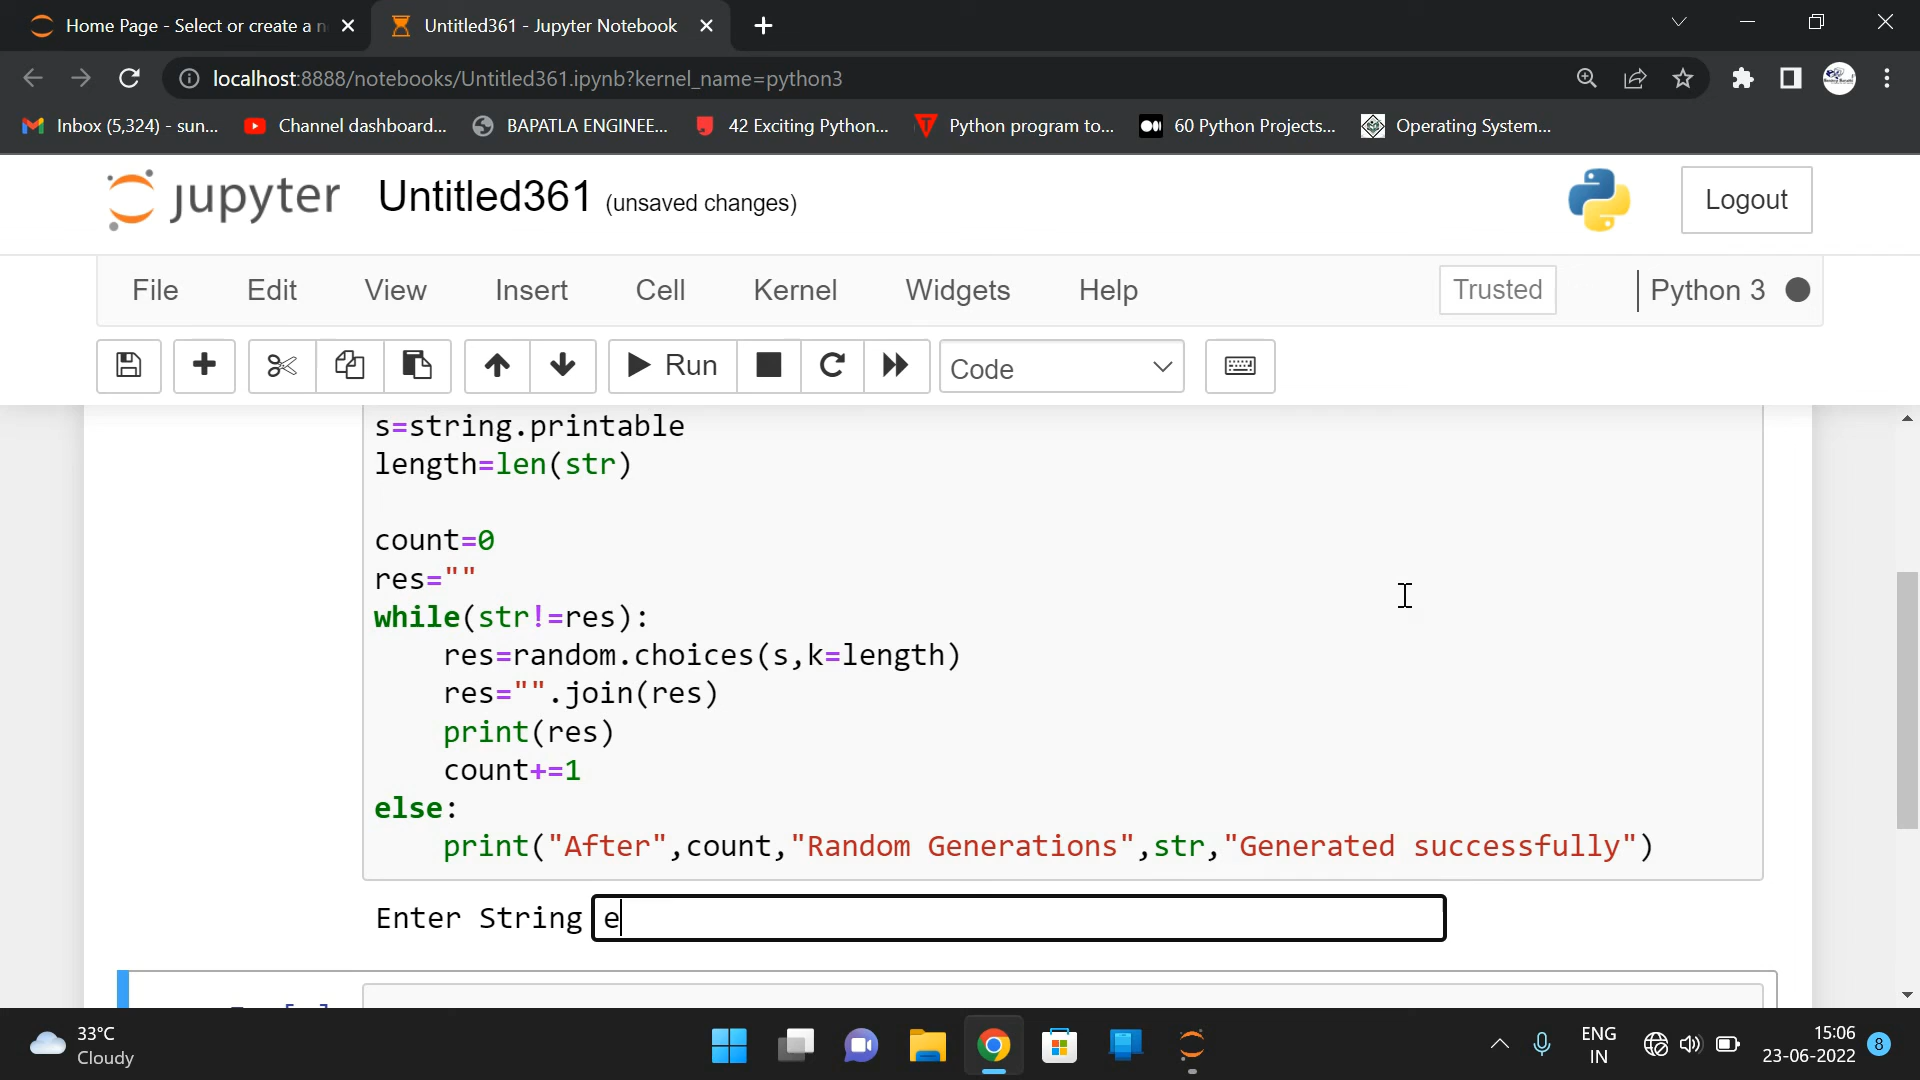 Home Page - Select or create a n
Untitled361 - Jupyter Notebook
localhost:8888/notebooks/Untitled361.ipynb?kernel_name=python3
Inbox (5,324) - sun...
Channel dashboard...
BAPATLA ENGINEE...
42 Exciting Python...
Python program to...
60 Python Projects...
Operating System...
jupyter Untitled361 (unsaved changes)
Logout
File Edit View Insert Cell Kernel Widgets Help
Trusted
Python 3
Run
Code
s=string.printable
length=len(str)
count=0
res=""
while(str!=res):
    res=random.choices(s,k=length)
    res="".join(res)
    print(res)
    count+=1
else:
    print("After",count,"Random Generations",str,"Generated successfully")
Enter String e
33°C
Cloudy
ENG
IN
15:06
23-06-2022
8